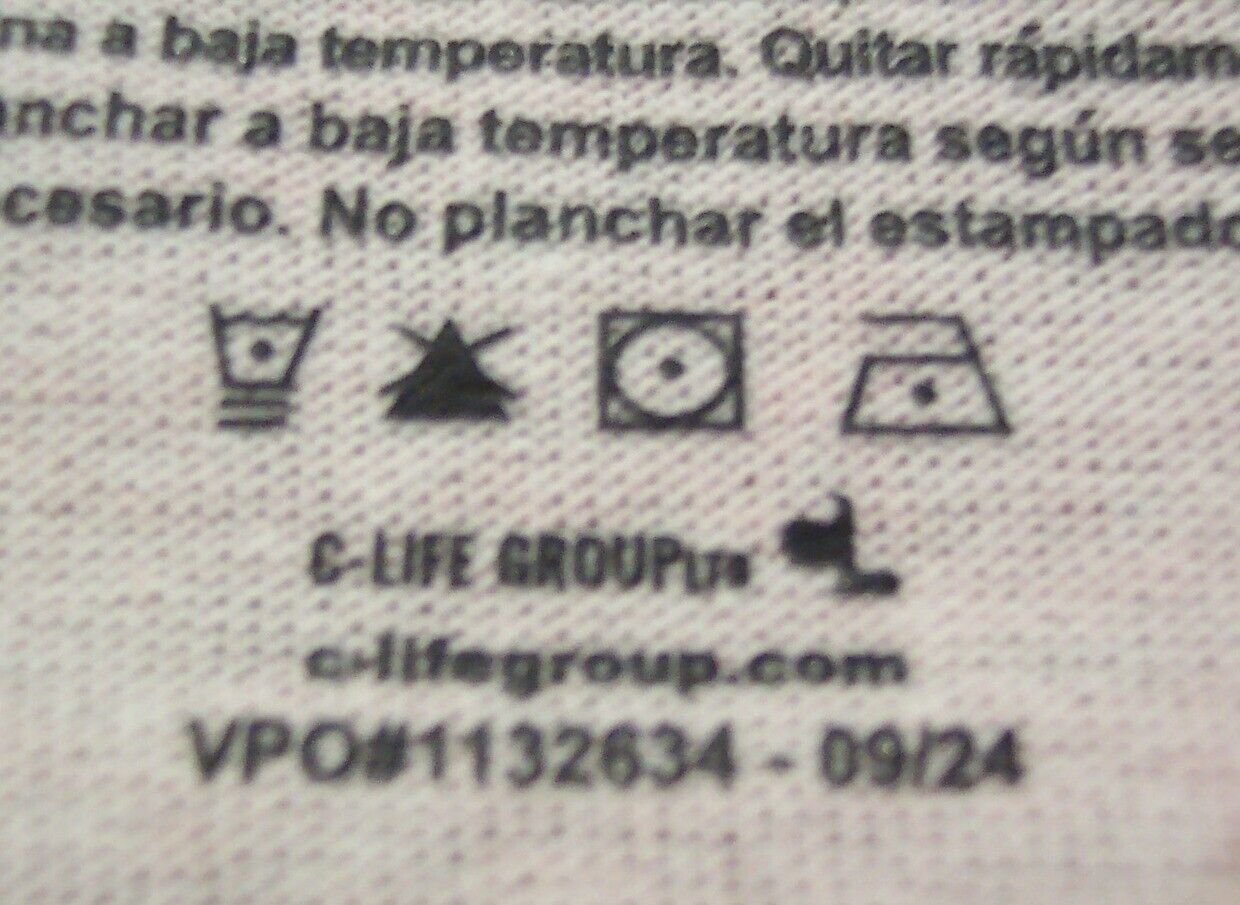 na a baja temperatura. Quitar rápidam
anchar a baja temperatura según se
cesario. No planchar el estampado
C-LIFE GROUP LTD
c-lifegroup.com
VPO#1132634 - 09/24